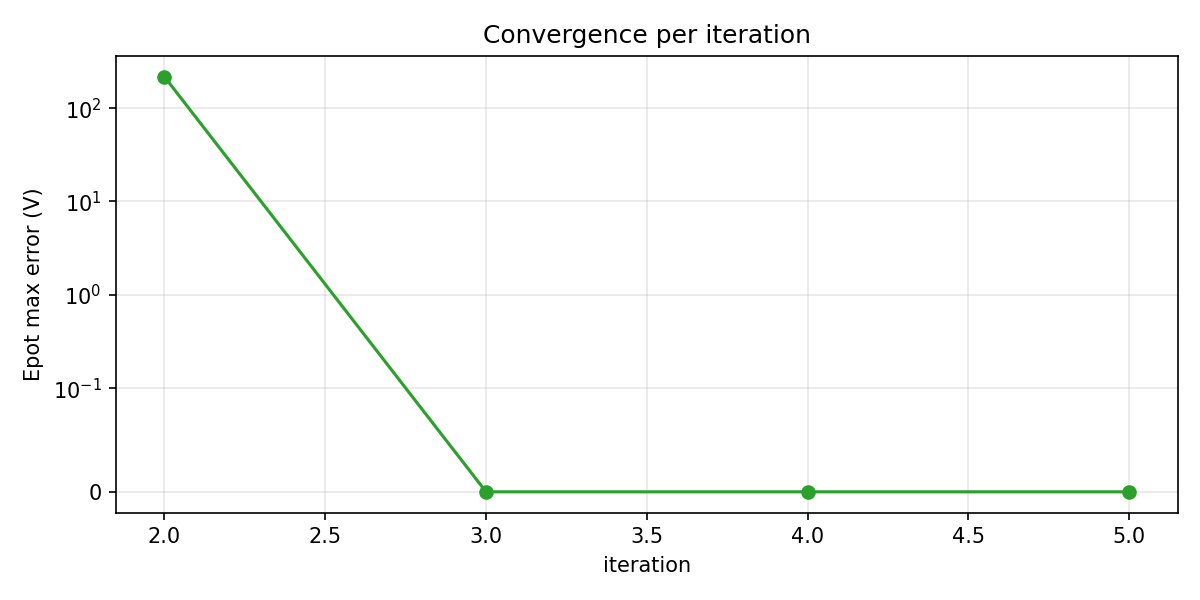 Convergence per iteration
Epot max error (V)
10²
10¹
10⁰
10⁻¹
0
2.0 2.5 3.0 3.5 4.0 4.5 5.0
iteration